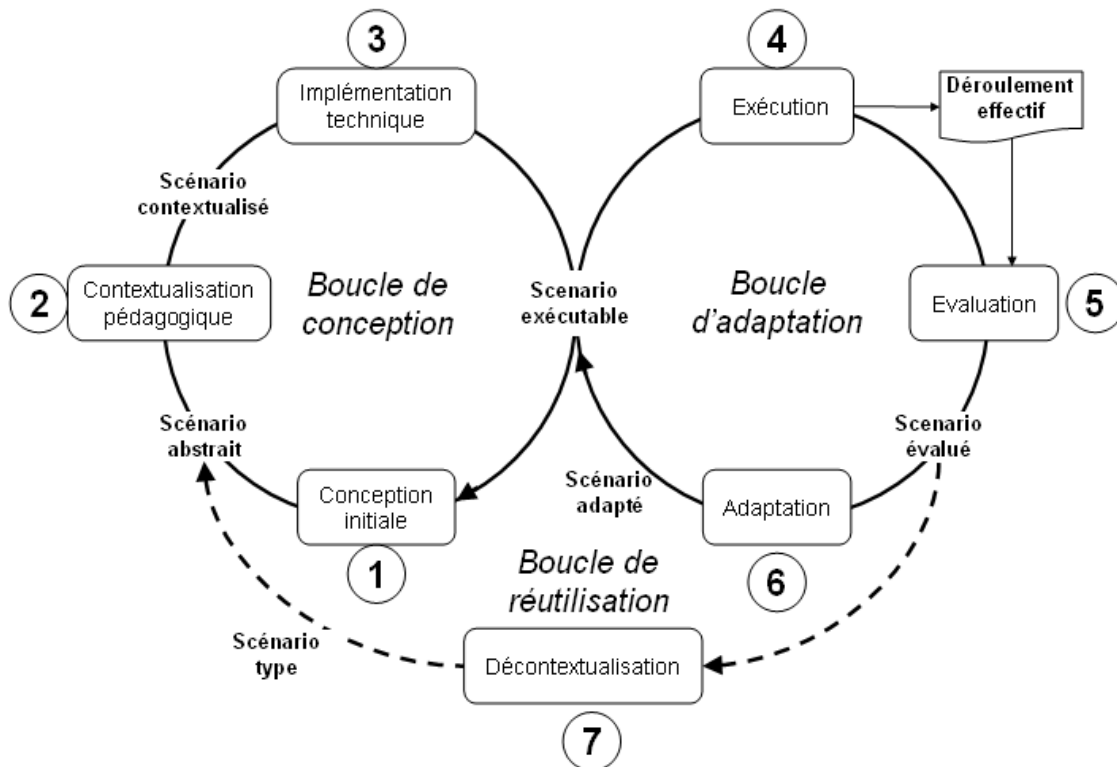 3
4
Implémentation
technique
Exécution
Déroulement
effectif
Scénario
contextualisé
2
Contextualisation
pédagogique
Boucle de
conception
Scenario
exécutable
Boucle
d'adaptation
Evaluation
5
Scénario
abstrait
Scenario
évalué
Conception
initiale
Scénario
adapté
Adaptation
1
Boucle de
réutilisation
6
Scénario
type
Décontextualisation
7